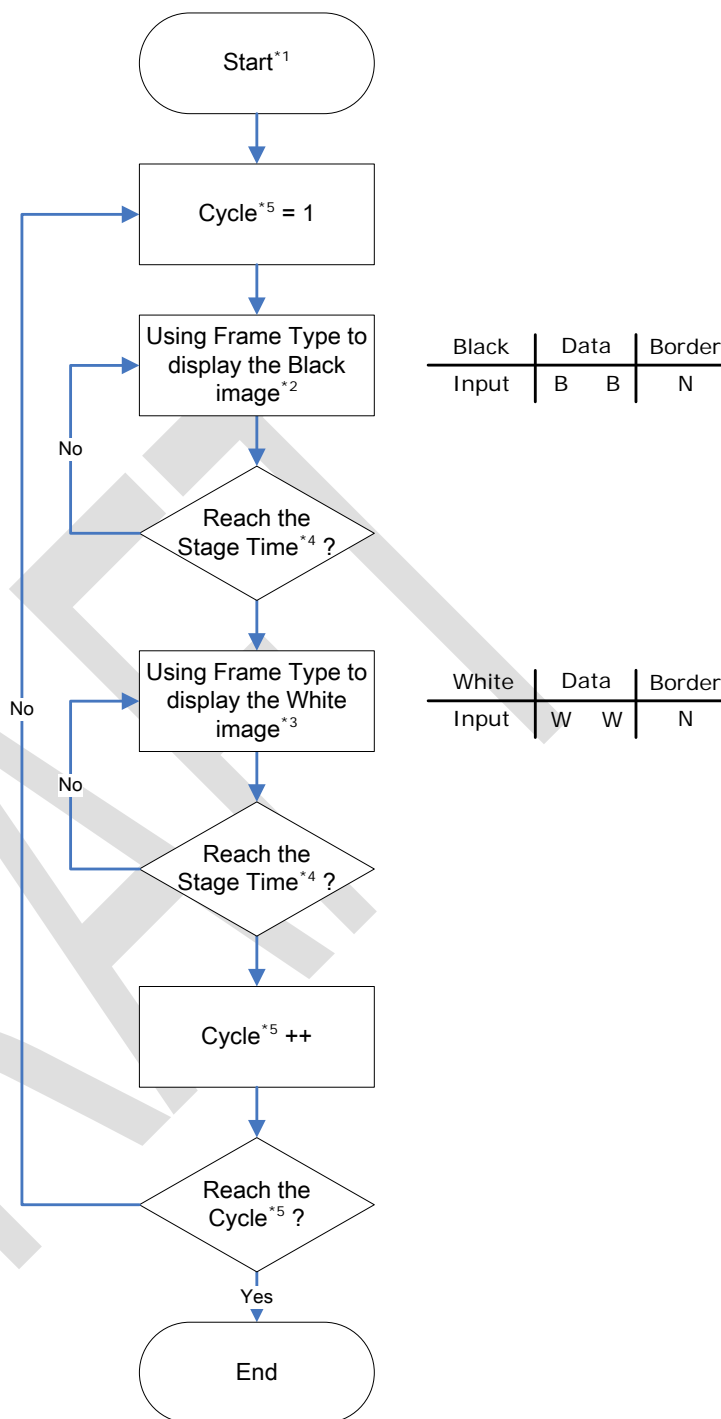 Start*1
Cycle*5 = 1
Using Frame Type to
display the Black
image*2
Black Data Border
Input B B N
No
Reach the
Stage Time*4 ?
Using Frame Type to
display the White
image*3
White Data Border
Input W W N
No
No
Reach the
Stage Time*4 ?
Cycle*5 ++
Reach the
Cycle*5 ?
Yes
End